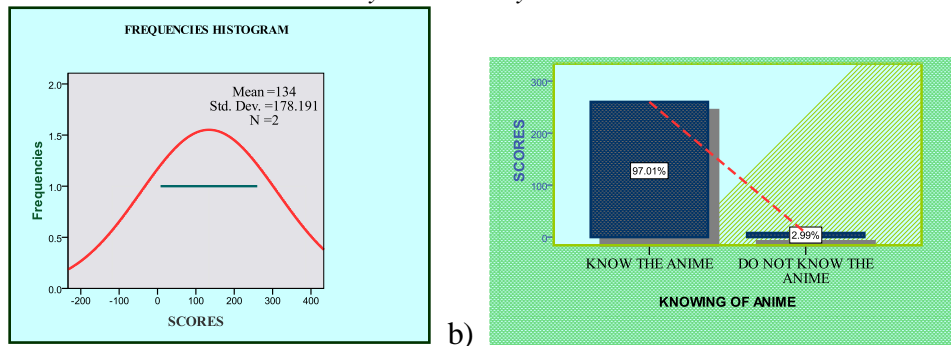 FREQUENCIES HISTOGRAM
Mean =134
Std. Dev. =178.191
N =2
2.0
1.5
1.0
0.5
0.0
Frequencies
-200 -100 0 100 200 300 400
SCORES
b)
300
200
100
0
SCORES
97.01%
2.99%
KNOW THE ANIME DO NOT KNOW THE
ANIME
KNOWING OF ANIME